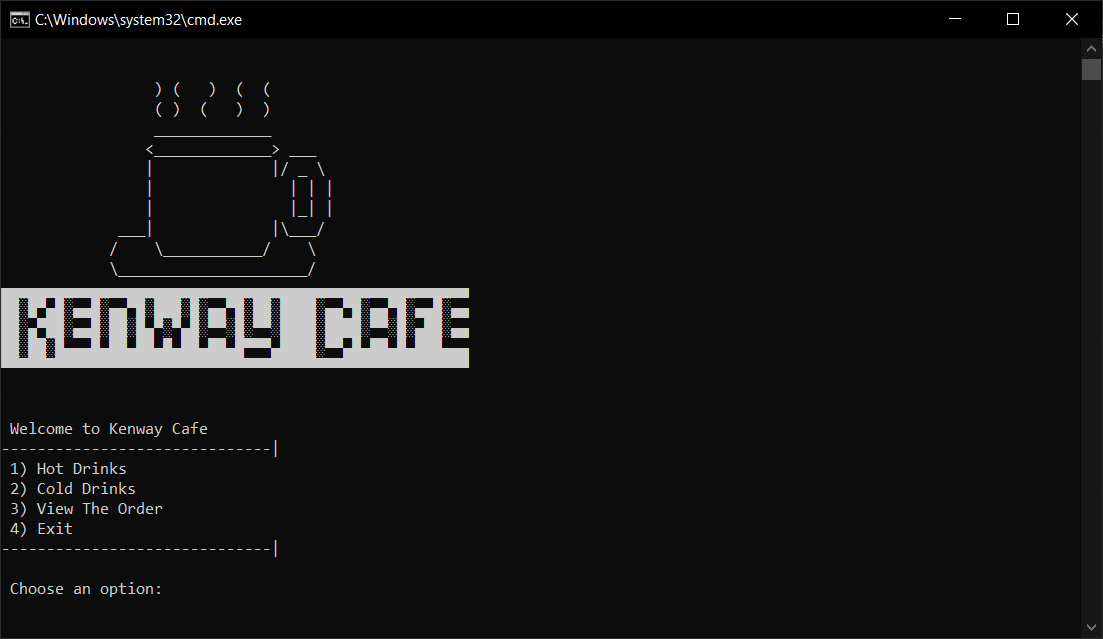 C:\Windows\system32\cmd.exe
KENWAY CAFE
Welcome to Kenway Cafe
------------------------------|
1) Hot Drinks
2) Cold Drinks
3) View The Order
4) Exit
------------------------------|
Choose an option: